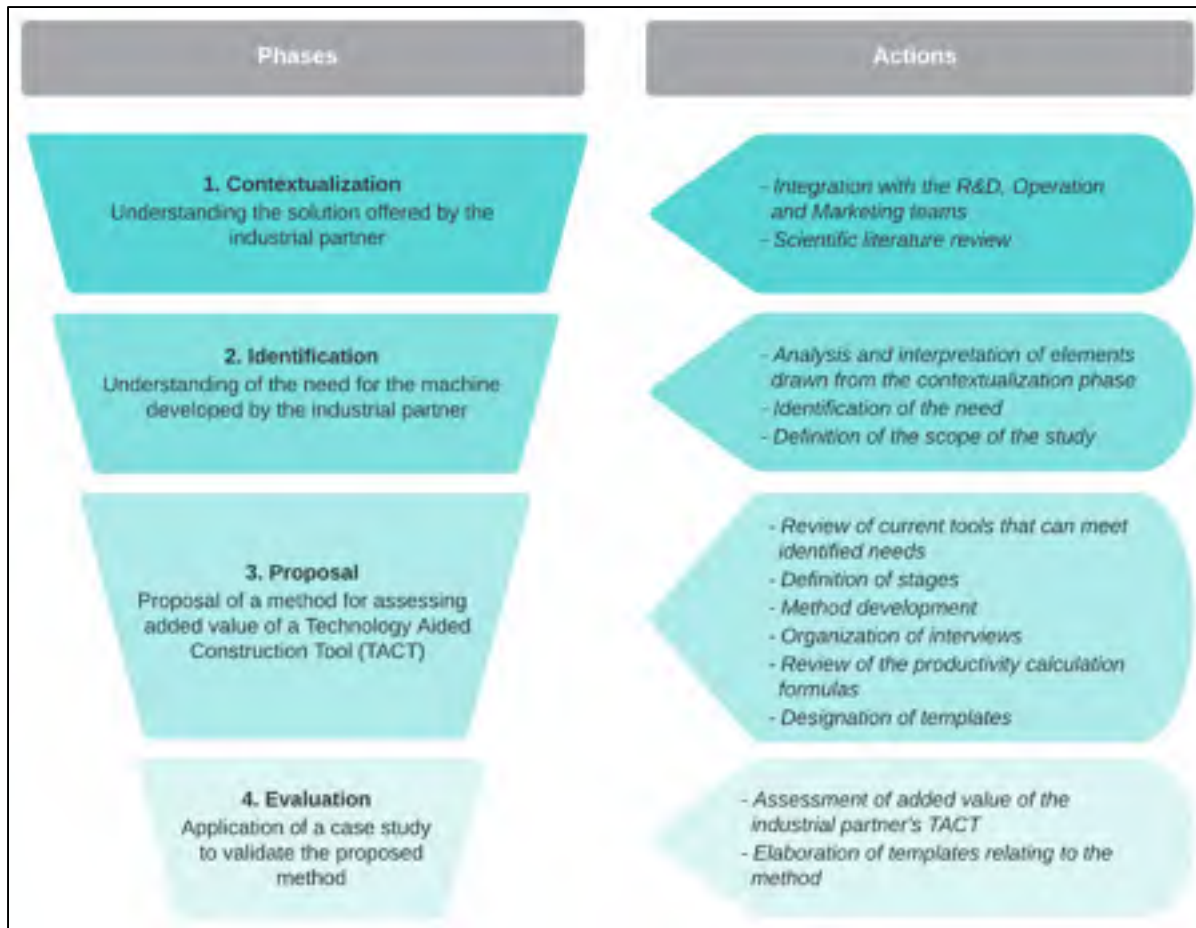 Phases
Actions
1. Contextualization
Understanding the solution offered by the
industrial partner
- Integration with the R&D, Operation
and Marketing teams
- Scientific literature review
2. Identification
Understanding of the need for the machine
developed by the industrial partner
- Analysis and interpretation of elements
drawn from the contextualization phase
- Identification of the need
- Definition of the scope of the study
3. Proposal
Proposal of a method for assessing
added value of a Technology Aided
Construction Tool (TACT)
- Review of current tools that can meet
identified needs
- Definition of stages
- Method development
- Organization of interviews
- Review of the productivity calculation
formulas
- Designation of templates
4. Evaluation
Application of a case study
to validate the proposed
method
- Assessment of added value of the
industrial partner's TACT
- Elaboration of templates relating to the
method